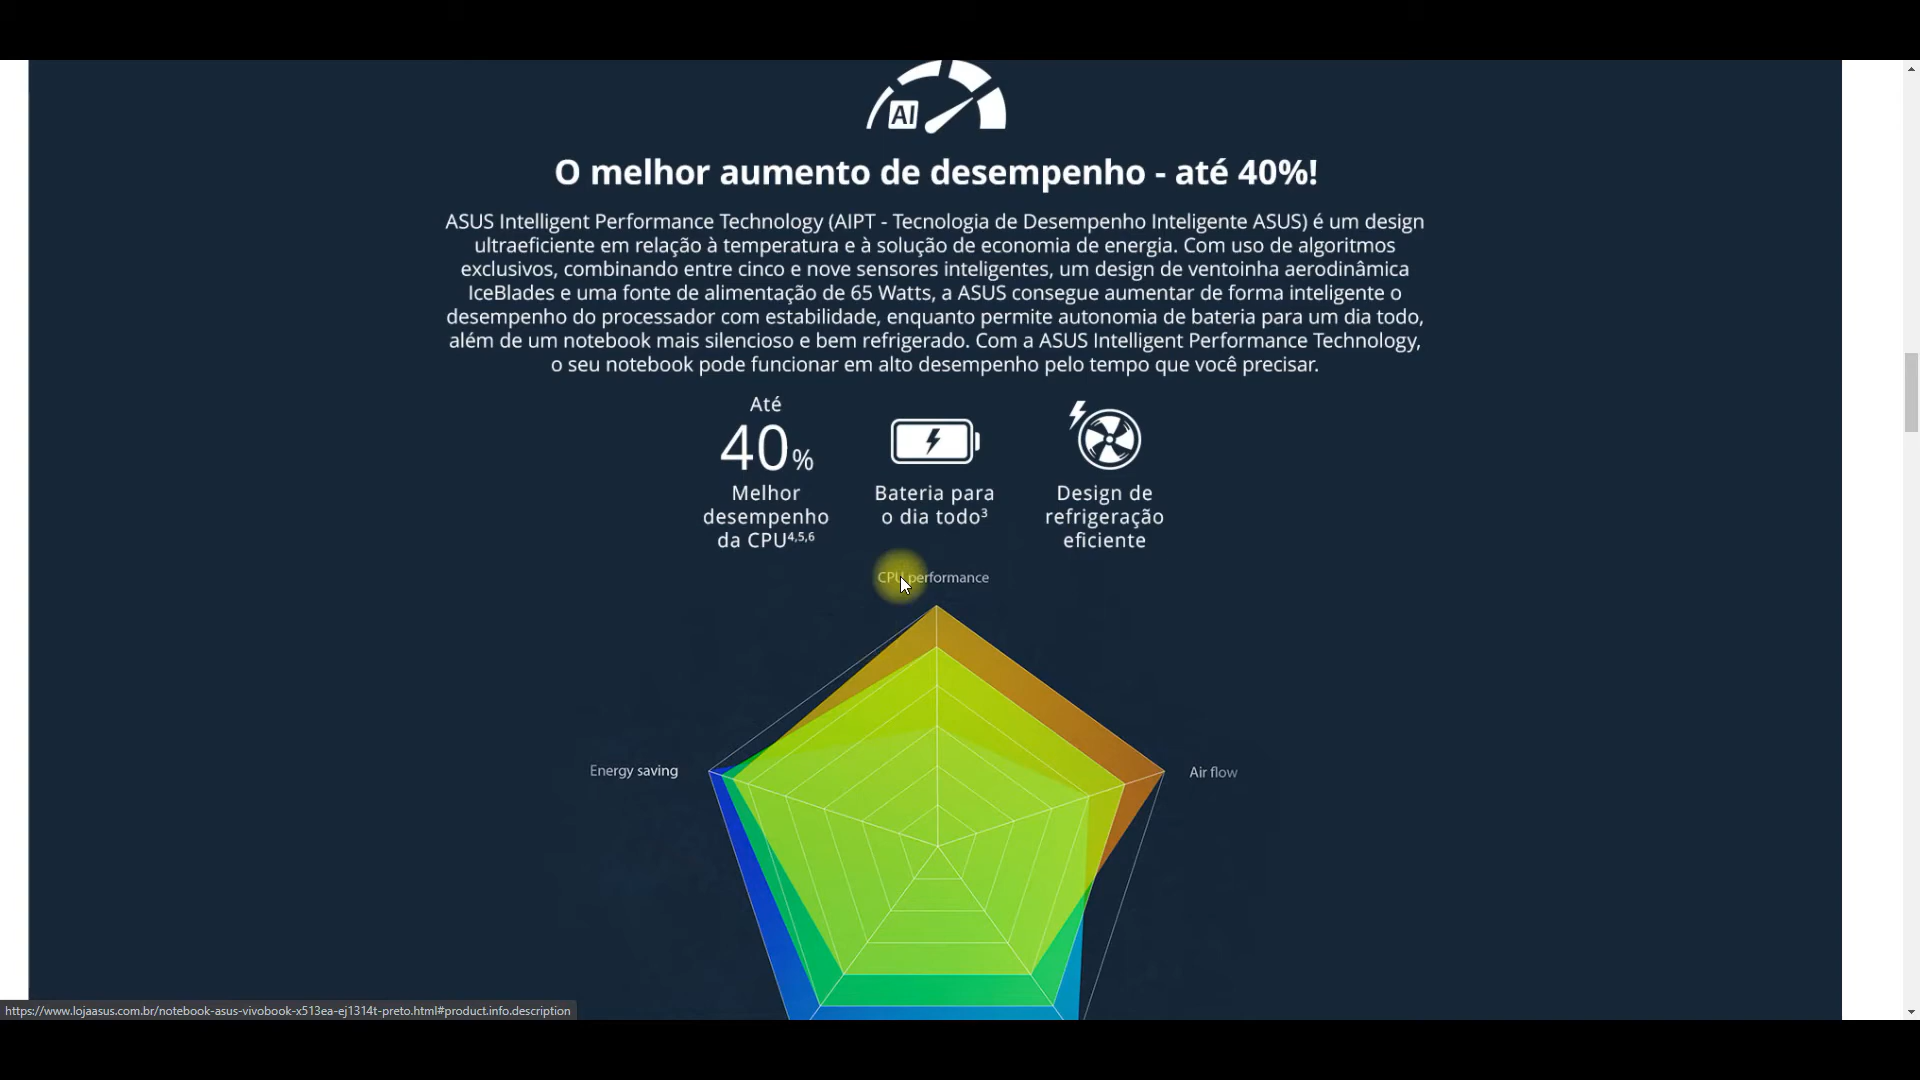 AI
O melhor aumento de desempenho - até 40%!
ASUS Intelligent Performance Technology (AIPT - Tecnologia de Desempenho Inteligente ASUS) é um design
ultraeficiente em relação à temperatura e à solução de economia de energia. Com uso de algoritmos
exclusivos, combinando entre cinco e nove sensores inteligentes, um design de ventoinha aerodinâmica
IceBlades e uma fonte de alimentação de 65 Watts, a ASUS consegue aumentar de forma inteligente o
desempenho do processador com estabilidade, enquanto permite autonomia de bateria para um dia todo,
além de um notebook mais silencioso e bem refrigerado. Com a ASUS Intelligent Performance Technology,
o seu notebook pode funcionar em alto desempenho pelo tempo que você precisar.
Até
40%
Melhor
desempenho
da CPU⁴,⁵,⁶
Bateria para
o dia todo³
Design de
refrigeração
eficiente
CPU performance
Energy saving
Air flow
https://www.lojaasus.com.br/notebook-asus-vivobook-x513ea-ej1314t-preto.html#product.info.description